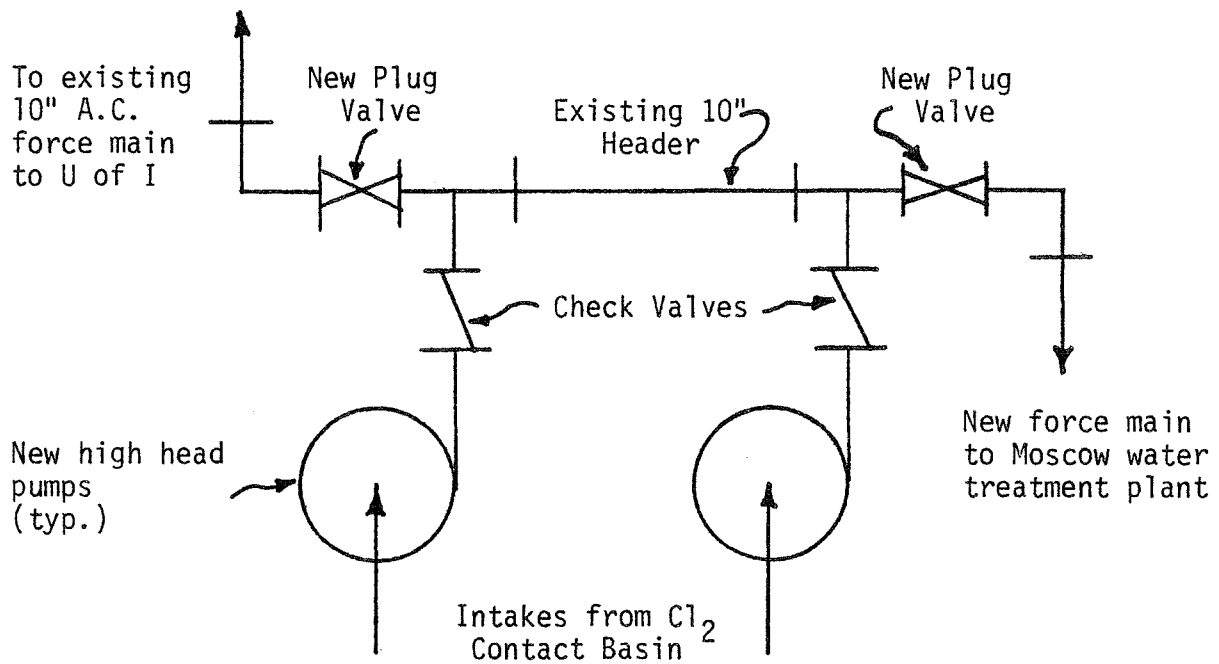 To existing
10" A.C.
force main
to U of I
New Plug
Valve
Existing 10"
Header
New Plug
Valve
Check Valves
New high head
pumps
(typ.)
New force main
to Moscow water
treatment plant
Intakes from Cl₂
Contact Basin